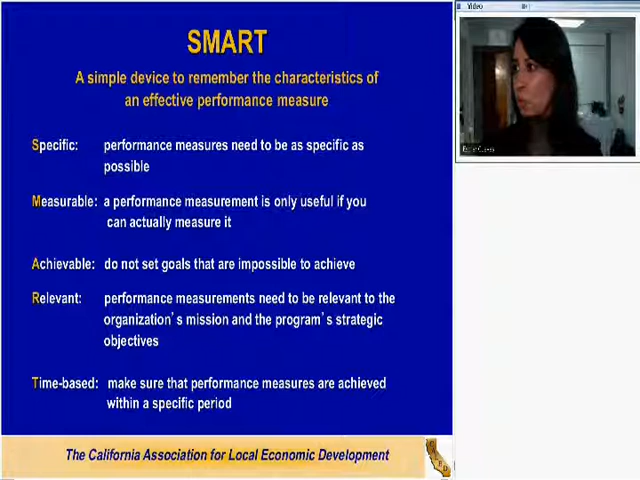 Video
SMART
A simple device to remember the characteristics of
an effective performance measure
Specific: performance measures need to be as specific as
possible
Measurable: a performance measurement is only useful if you
can actually measure it
Achievable: do not set goals that are impossible to achieve
Relevant: performance measurements need to be relevant to the
organization's mission and the program's strategic
objectives
Time-based: make sure that performance measures are achieved
within a specific period
The California Association for Local Economic Development